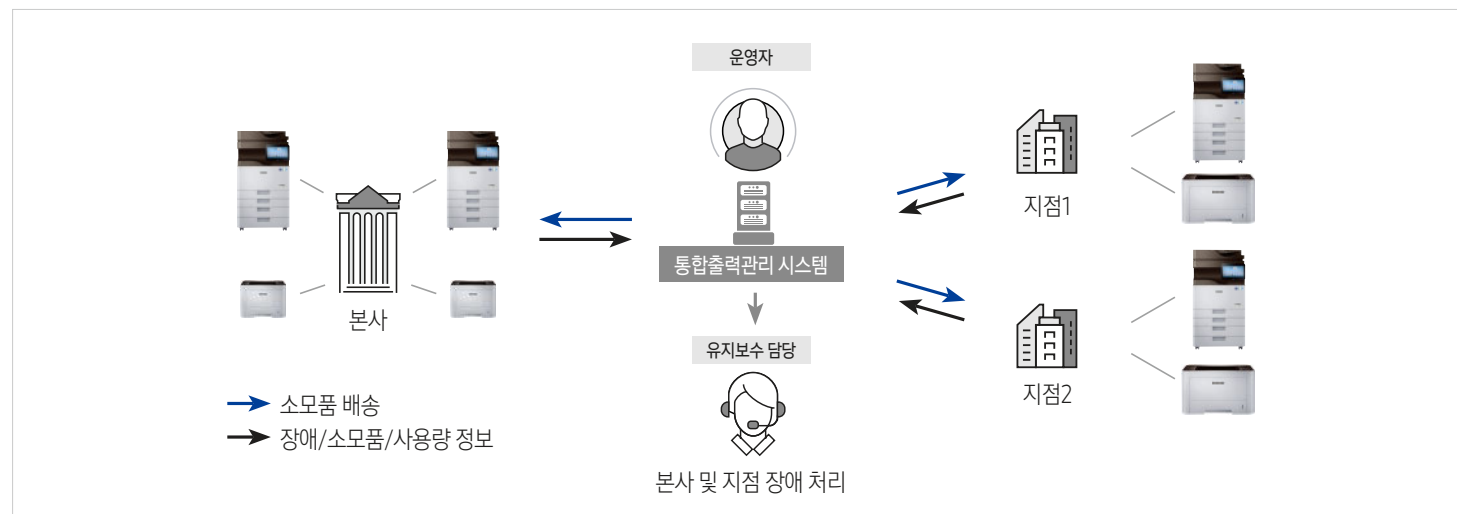 운영자
통합출력관리 시스템
유지보수 담당
본사 및 지점 장애 처리
본사
지점1
지점2
소모품 배송
장애/소모품/사용량 정보